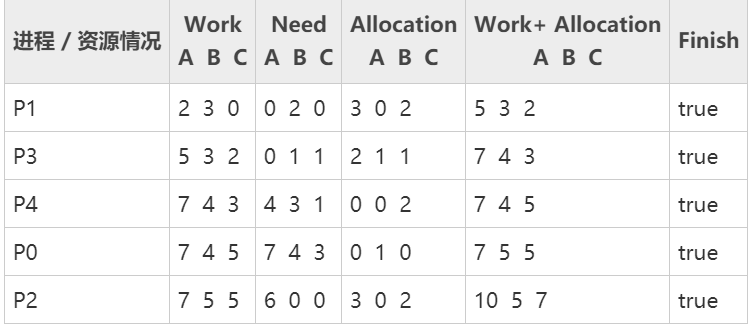 进程 / 资源情况 Work A B C Need A B C Allocation A B C Work+ Allocation A B C Finish
P1 2 3 0 0 2 0 3 0 2 5 3 2 true
P3 5 3 2 0 1 1 2 1 1 7 4 3 true
P4 7 4 3 4 3 1 0 0 2 7 4 5 true
P0 7 4 5 7 4 3 0 1 0 7 5 5 true
P2 7 5 5 6 0 0 3 0 2 10 5 7 true